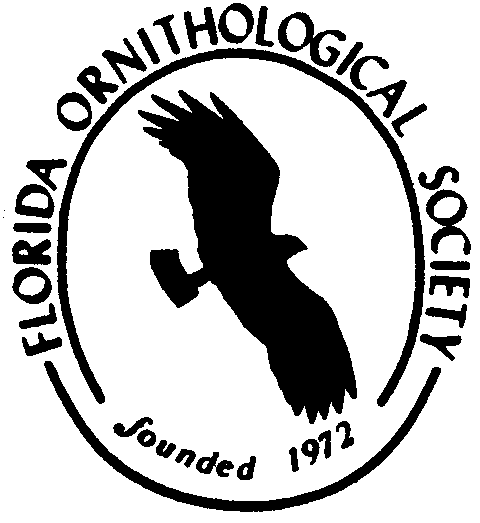 FLORIDA ORNITHOLOGICAL SOCIETY
founded 1972